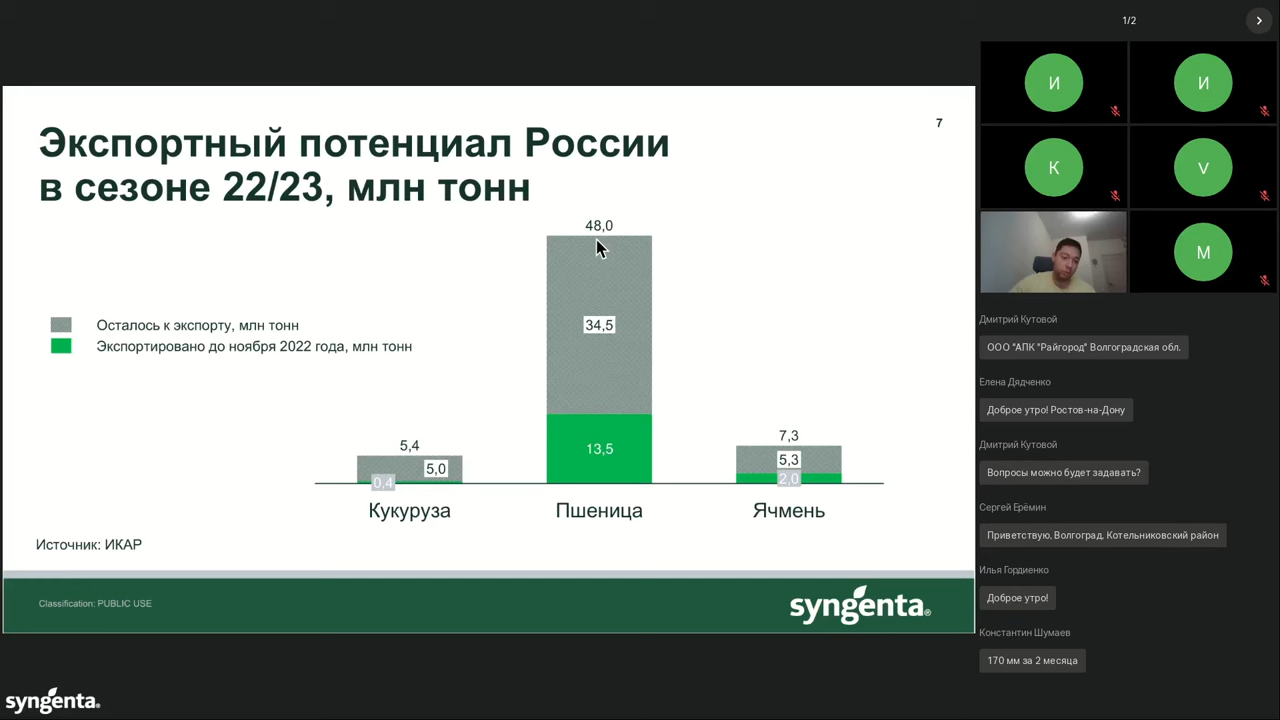 1/2
7
Экспортный потенциал России
в сезоне 22/23, млн тонн
48,0
34,5
13,5
Осталось к экспорту, млн тонн
Экспортировано до ноября 2022 года, млн тонн
5,4
5,0
0,4
7,3
5,3
2,0
Кукуруза
Пшеница
Ячмень
Источник: ИКАР
Classification: PUBLIC USE
syngenta®
syngenta®
И
И
К
V
М
Дмитрий Кутовой
ООО "АПК "Райгород" Волгоградская обл.
Елена Дядченко
Доброе утро! Ростов-на-Дону
Дмитрий Кутовой
Вопросы можно будет задавать?
Сергей Ерёмин
Приветствую, Волгоград, Котельниковский район
Илья Гордиенко
Доброе утро!
Константин Шумаев
170 мм за 2 месяца